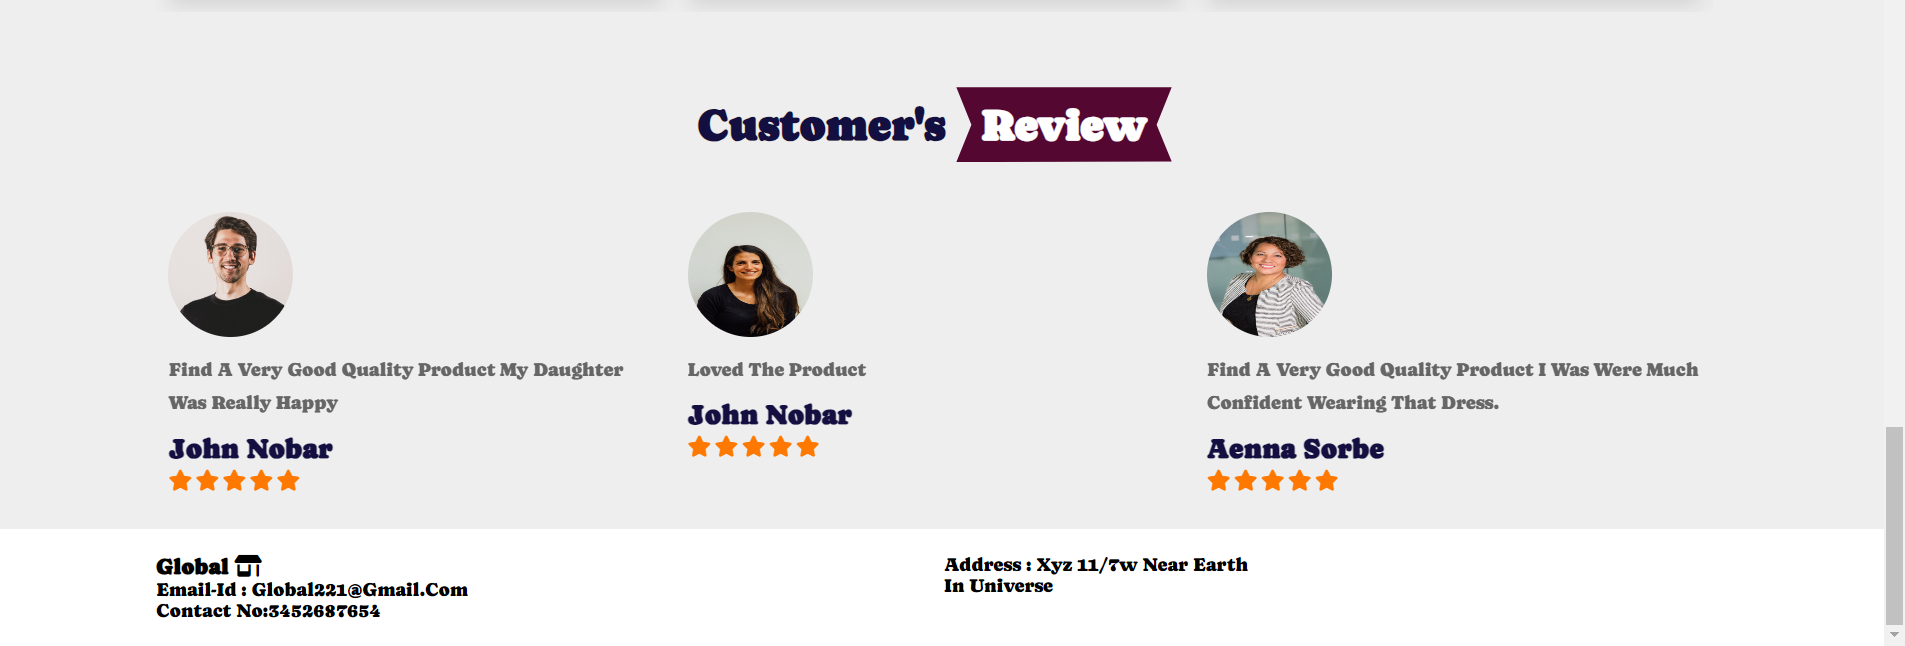 Customer's Review
Find A Very Good Quality Product My Daughter
Was Really Happy
John Nobar
Loved The Product
John Nobar
Find A Very Good Quality Product I Was Were Much
Confident Wearing That Dress.
Aenna Sorbe
Global
Email-Id : Global221@Gmail.Com
Contact No:3452687654
Address : Xyz 11/7w Near Earth
In Universe